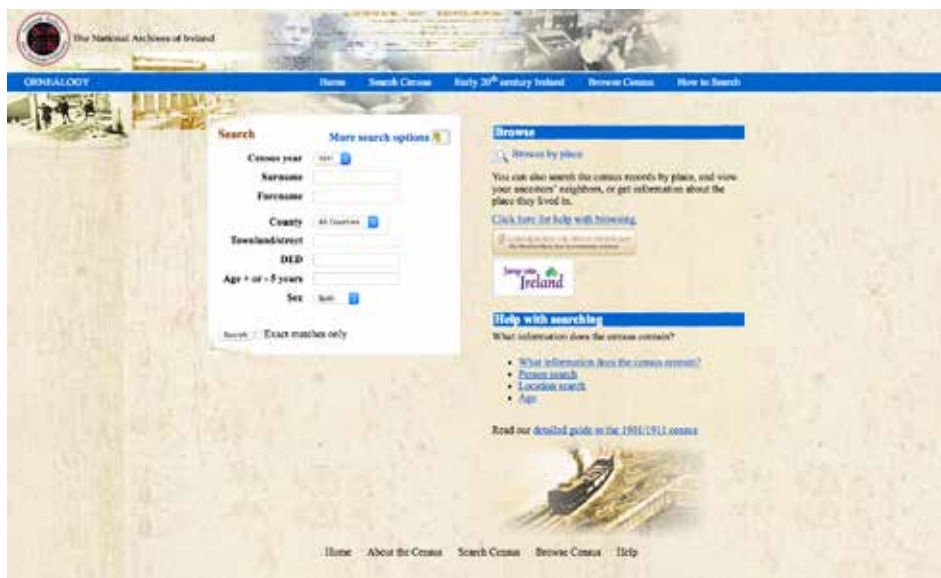 The National Archives of Ireland
GENEALOGY
Home Search Census Early 20th century Ireland Browse Census How to Search
Search
More search options
Census year 1911
Surname
Forename
County All Counties
Townland/street
DED
Age + or - 5 years
Sex Both
Search Exact matches only
Browse
Browse by place
You can also search the census records by place, and view
your ancestors' neighbors, or get information about the
place they lived in.
Click here for help with browsing.
Ireland
Help with searching
What information does the census contain?
What information does the census contain?
Person search
Location search
Age
Read our detailed guide to the 1901/1911 census
Home About the Census Search Census Browse Census Help